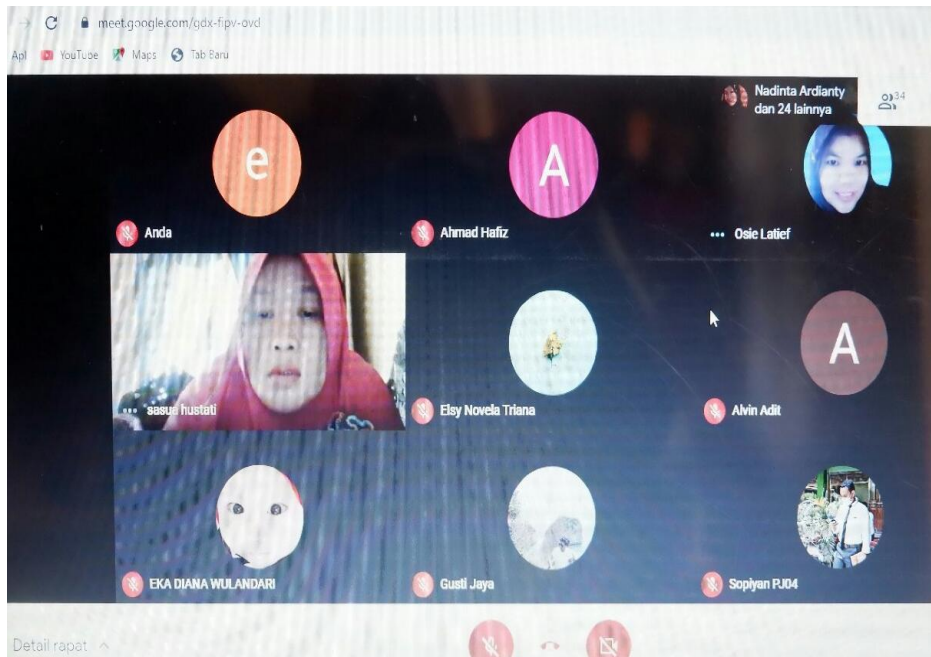 meet.google.com/gdx-fipv-ovd
Apl YouTube Maps Tab Baru
Nadinta Ardianty
dan 24 lainnya
34
e
A
Anda
Ahmad Hafiz
Osie Latief
A
sasua hustati
Elsy Novela Triana
Alvin Adit
EKA DIANA WULANDARI
Gusti Jaya
Sopiyan PJ04
Detail rapat